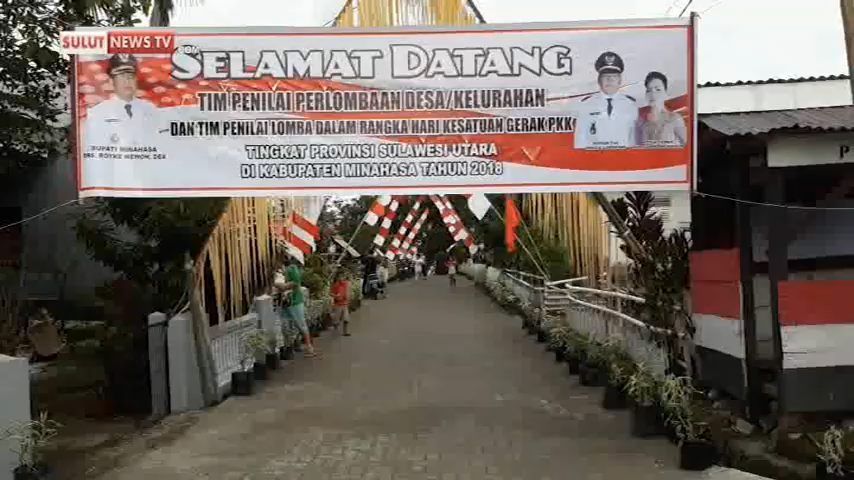 SULUT NEWS TV
.COM
SELAMAT DATANG
TIM PENILAI PERLOMBAAN DESA/KELURAHAN
DAN TIM PENILAI LOMBA DALAM RANGKA HARI KESATUAN GERAK PKK
TINGKAT PROVINSI SULAWESI UTARA
DI KABUPATEN MINAHASA TAHUN 2018
BUPATI MINAHASA
P